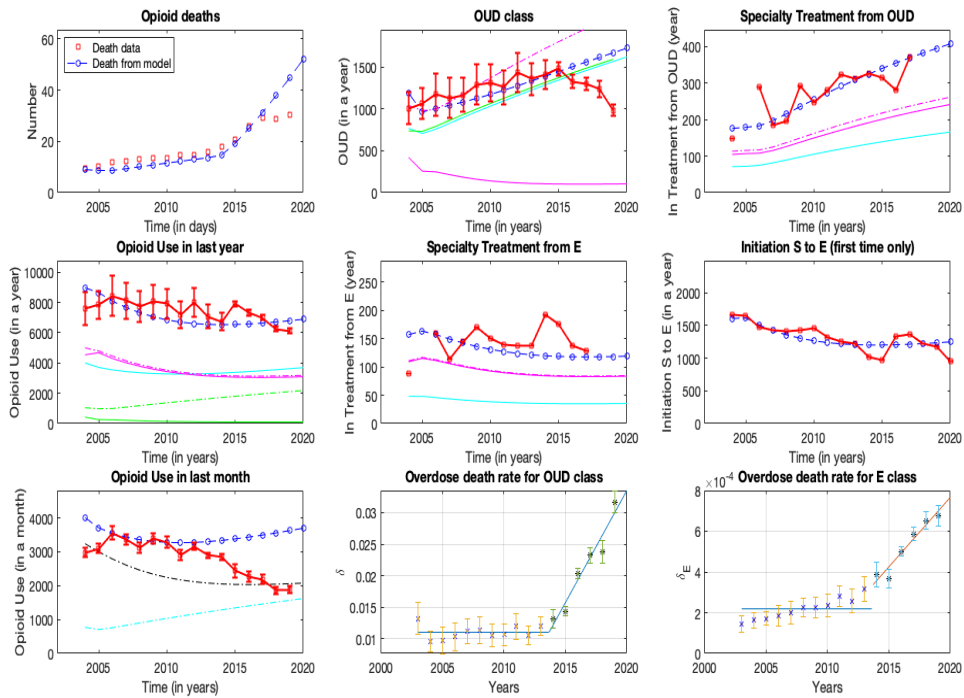 Opioid deaths
60
40
20
0
Number
Death data
Death from model
2005 2010 2015 2020
Time (in days)
OUD class
1500
1000
500
0
OUD (in a year)
2005 2010 2015 2020
Time (in years)
Specialty Treatment from OUD
400
300
200
100
0
In Treatment from OUD (year)
2005 2010 2015 2020
Time (in years)
Opioid Use in last year
10000
8000
6000
4000
2000
0
Opioid Use (in a year)
2005 2010 2015 2020
Time (in years)
Specialty Treatment from E
250
200
150
100
50
0
In Treatment from E (year)
2005 2010 2015 2020
Time (in years)
Initiation S to E (first time only)
2000
1500
1000
500
0
Initiation S to E (year)
2005 2010 2015 2020
Time (in years)
Opioid Use in last month
4000
3000
2000
1000
0
Opioid Use (in a month)
2005 2010 2015 2020
Time (in years)
Overdose death rate for OUD class
0.03
0.025
0.02
0.015
0.01
δ
2000 2005 2010 2015 2020
Years
Overdose death rate for E class
8 ×10⁻⁴
6
4
2
0
δ_E
2000 2005 2010 2015 2020
Years